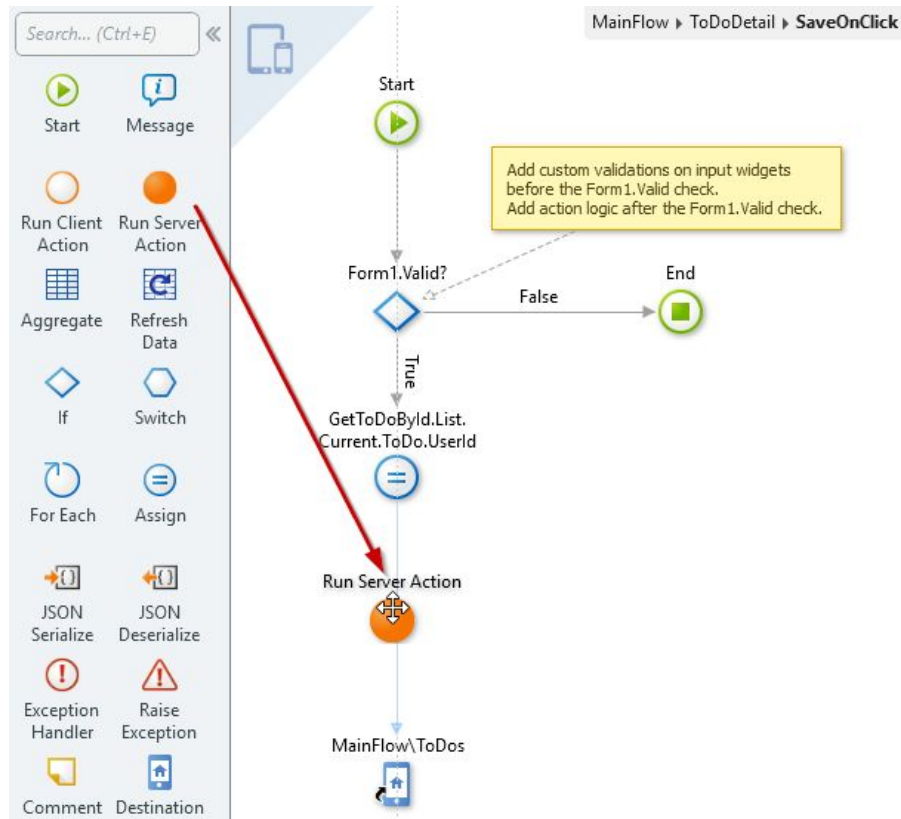 Search... (Ctrl+E)
MainFlow ToDoDetail SaveOnClick
Start
Message
Run Client
Action
Run Server
Action
Aggregate
Refresh
Data
If
Switch
For Each
Assign
JSON
Serialize
JSON
Deserialize
Exception
Handler
Raise
Exception
Comment
Destination
Start
Add custom validations on input widgets
before the Form1.Valid check.
Add action logic after the Form1.Valid check.
Form1.Valid?
False
End
True
GetToDoById.List.
Current.ToDo.UserId
Run Server Action
MainFlow\ToDos